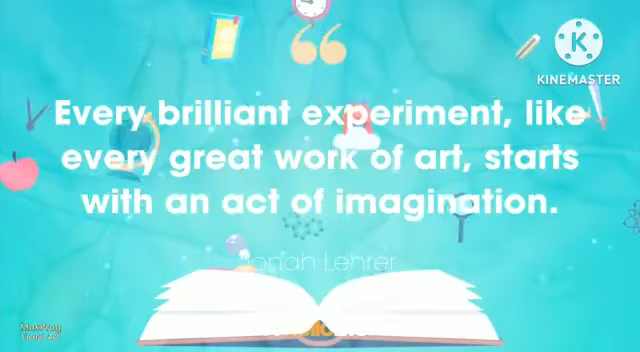 K
KINEMASTER
Every brilliant experiment, like
every great work of art, starts
with an act of imagination.
Jonah Lehrer